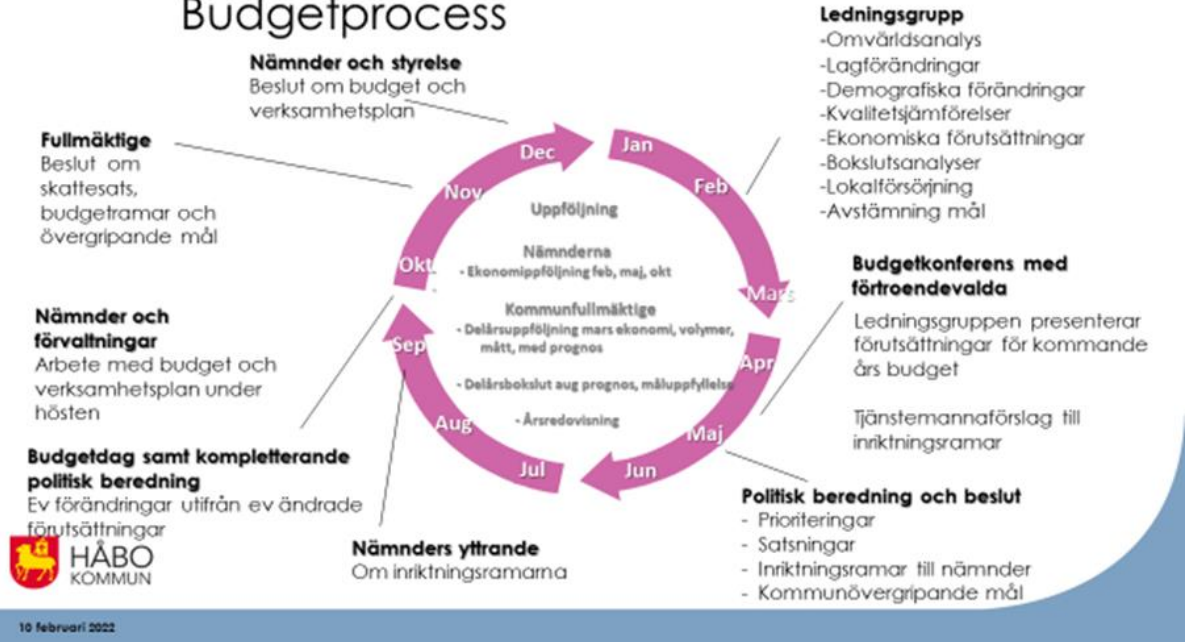 Budgetprocess
Nämnder och styrelse
Beslut om budget och
verksamhetsplan
Fullmäktige
Beslut om
skattesats,
budgetramar och
övergripande mål
Nämnder och
förvaltningar
Arbete med budget och
verksamhetsplan under
hösten
Budgetdag samt kompletterande
politisk beredning
Ev förändringar utifrån ev ändrade
förutsättningar
Nämnders yttrande
Om inriktningsramarna
Jan
Feb
Mars
Apr
Maj
Jun
Jul
Aug
Sep
Okt
Nov
Dec
Uppföljning
Nämnderna
- Ekonomippföljning feb, maj, okt
-
Kommunfullmäktige
- Delårsuppföljning mars ekonomi, volymer,
mått, med prognos
- Delårsbokslut aug prognos, måluppfyllelse
- Årsredovisning
Ledningsgrupp
-Omvärldsanalys
-Lagförändringar
-Demografiska förändringar
-Kvalitetsjämförelser
-Ekonomiska förutsättningar
-Bokslutsanalyser
-Lokalförsörjning
-Avstämning mål
Budgetkonferens med
förtroendevalda
Ledningsgruppen presenterar
förutsättningar för kommande
års budget
Tjänstemannaförslag till
inriktningsramar
Politisk beredning och beslut
- Prioriteringar
- Satsningar
- Inriktningsramar till nämnder
- Kommunövergripande mål
HÅBO
KOMMUN
10 februari 2022